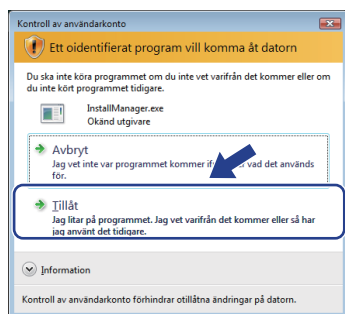 Kontroll av användarkonto
Ett oidentifierat program vill komma åt datorn
Du ska inte köra programmet om du inte vet varifrån det kommer eller om
du inte kört programmet tidigare.
InstallManager.exe
Okänd utgivare
Avbryt
Jag vet inte var programmet kommer vad det används
för.
Tillåt
Jag litar på programmet. Jag vet varifrån det kommer eller så har
jag använt det tidigare.
Information
Kontroll av användarkonto förhindrar otillåtna ändringar på datorn.